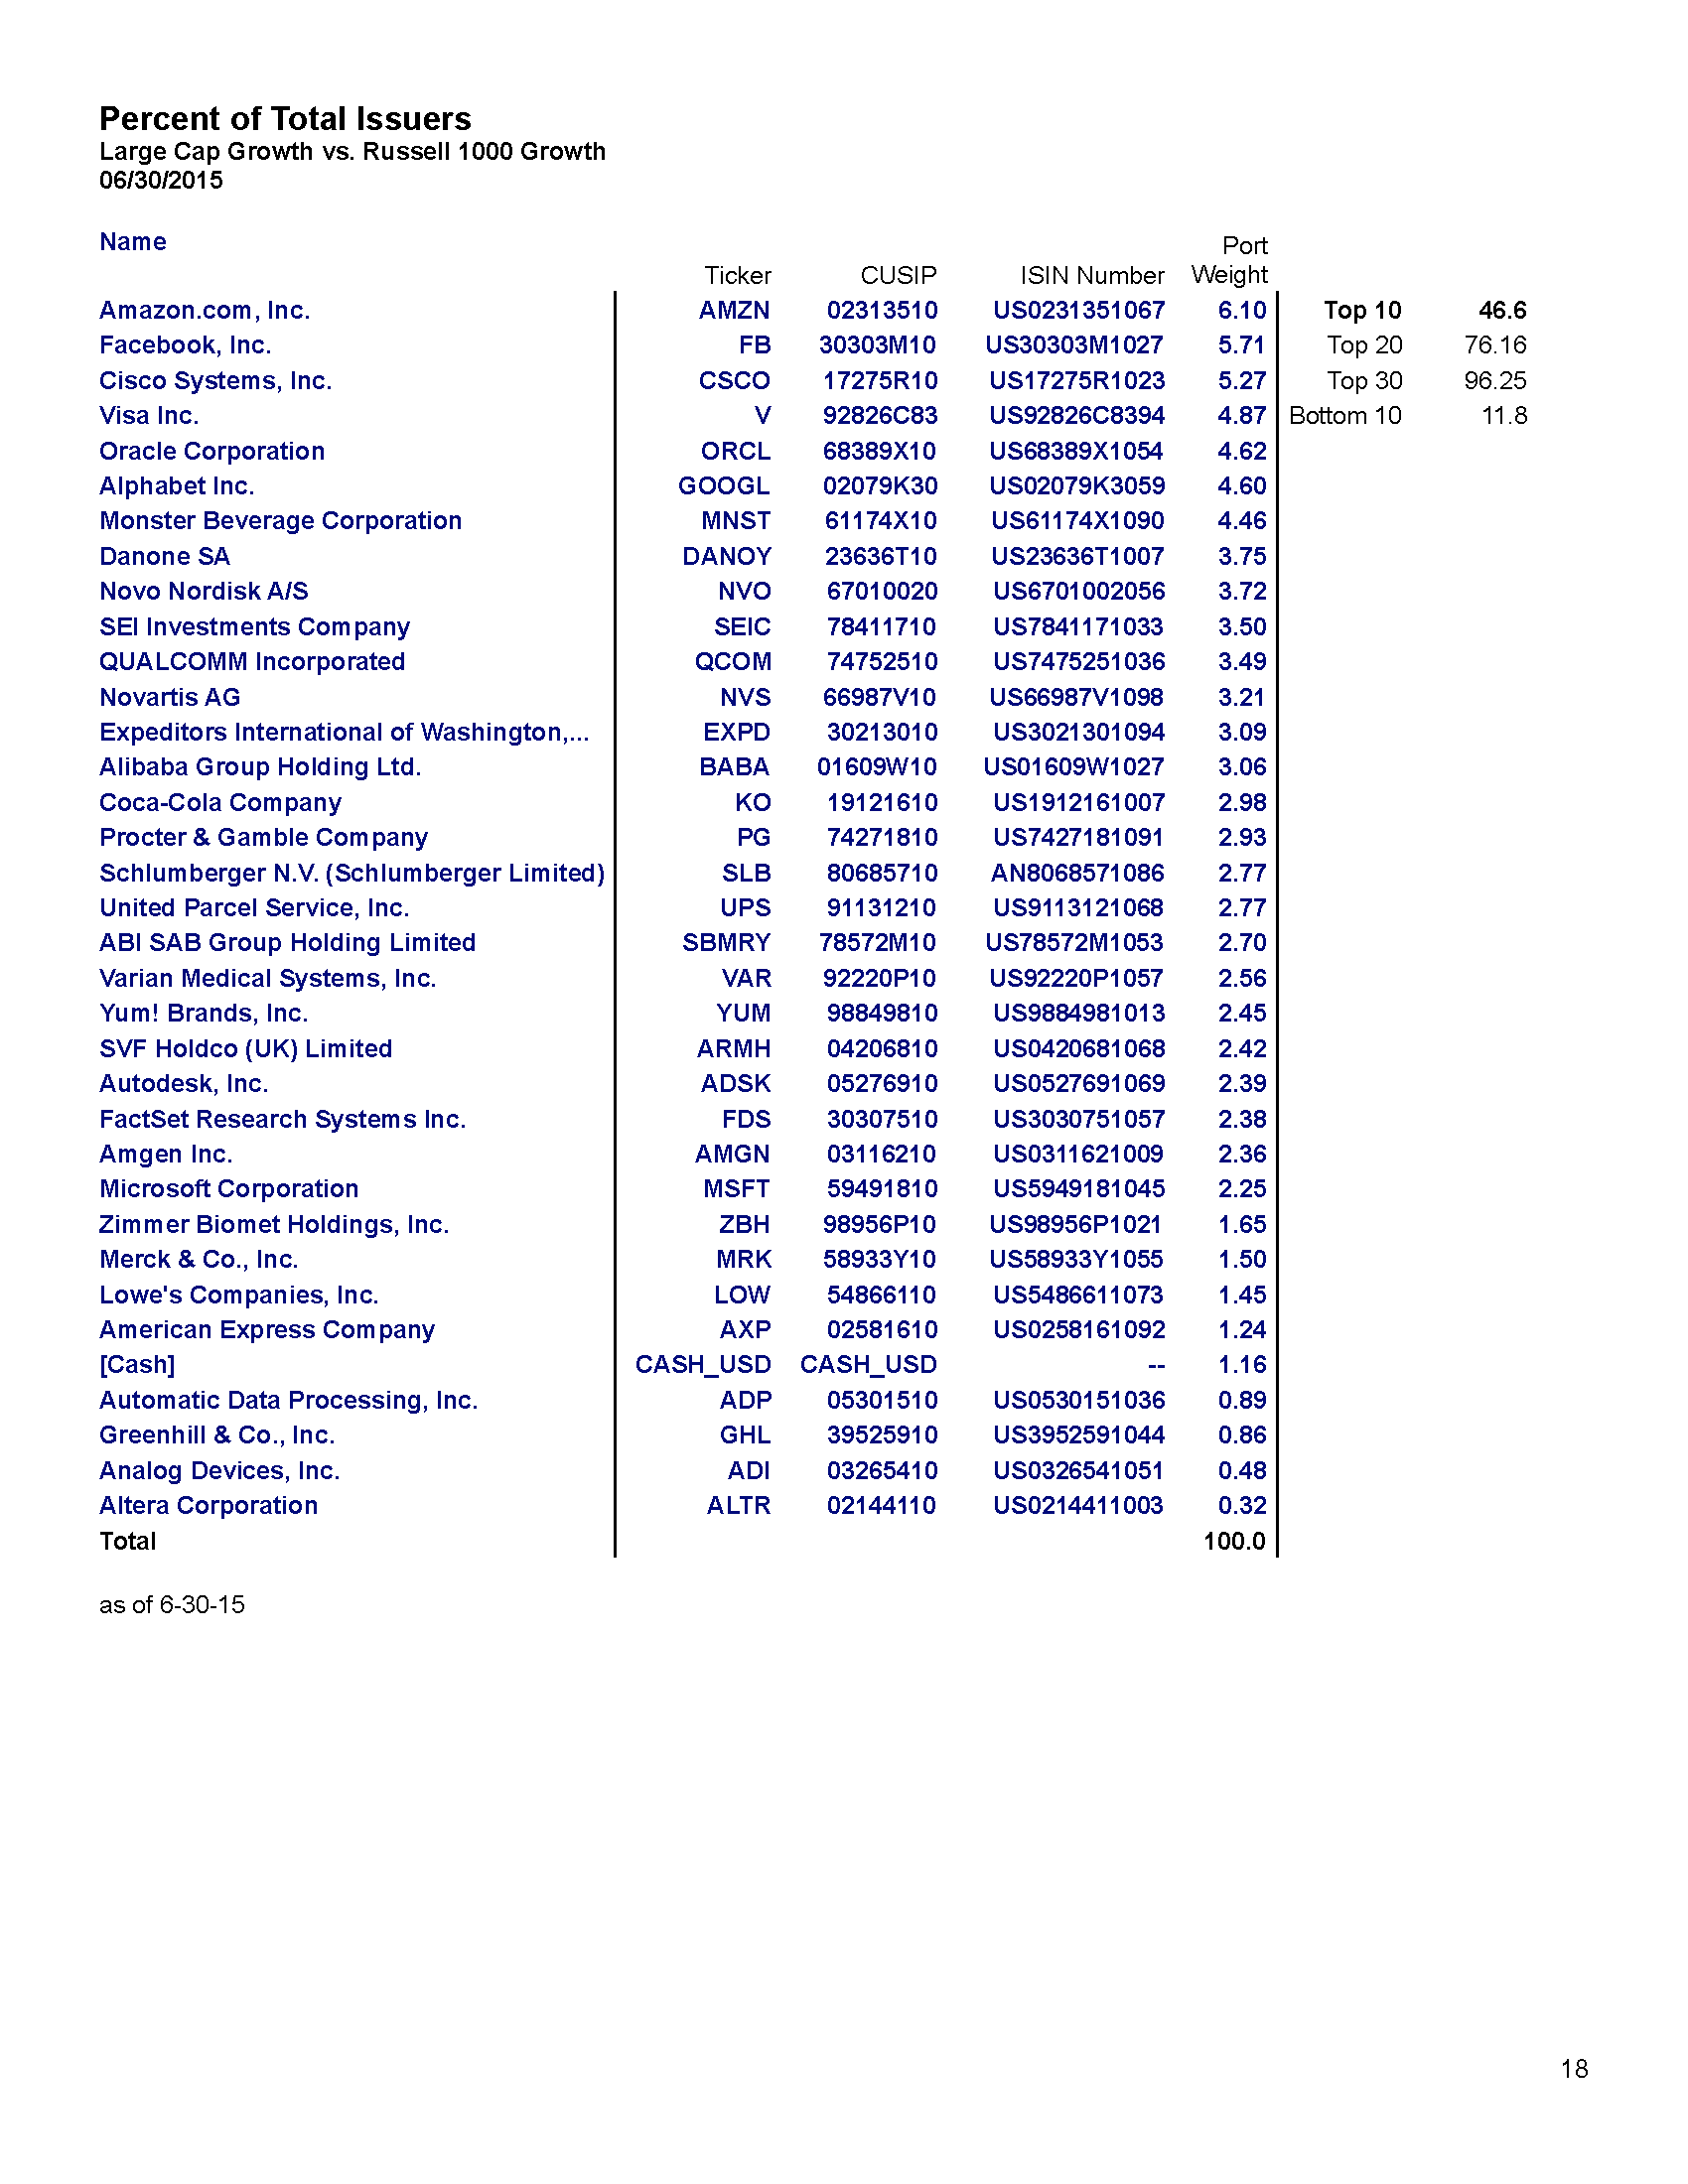 Percent of Total Issuers
Large Cap Growth vs. Russell 1000 Growth
06/30/2015
Name Ticker CUSIP ISIN Number Port Weight
Amazon.com, Inc. AMZN 02313510 US0231351067 6.10 Top 10 46.6
Facebook, Inc. FB 30303M10 US30303M1027 5.71 Top 20 76.16
Cisco Systems, Inc. CSCO 17275R10 US17275R1023 5.27 Top 30 96.25
Visa Inc. V 92826C83 US92826C8394 4.87 Bottom 10 11.8
Oracle Corporation ORCL 68389X10 US68389X1054 4.62
Alphabet Inc. GOOGL 02079K30 US02079K3059 4.60
Monster Beverage Corporation MNST 61174X10 US61174X1090 4.46
Danone SA DANOY 23636T10 US23636T1007 3.75
Novo Nordisk A/S NVO 67010020 US6701002056 3.72
SEI Investments Company SEIC 78411710 US7841171033 3.50
QUALCOMM Incorporated QCOM 74752510 US7475251036 3.49
Novartis AG NVS 66987V10 US66987V1098 3.21
Expeditors International of Washington,... EXPD 30213010 US3021301094 3.09
Alibaba Group Holding Ltd. BABA 01609W10 US01609W1027 3.06
Coca-Cola Company KO 19121610 US1912161007 2.98
Procter & Gamble Company PG 74271810 US7427181091 2.93
Schlumberger N.V. (Schlumberger Limited) SLB 80685710 AN8068571086 2.77
United Parcel Service, Inc. UPS 91131210 US9113121068 2.77
ABI SAB Group Holding Limited SBMRY 78572M10 US78572M1053 2.70
Varian Medical Systems, Inc. VAR 92220P10 US92220P1057 2.56
Yum! Brands, Inc. YUM 98849810 US9884981013 2.45
SVF Holdco (UK) Limited ARMH 04206810 US0420681068 2.42
Autodesk, Inc. ADSK 05276910 US0527691069 2.39
FactSet Research Systems Inc. FDS 30307510 US3030751057 2.38
Amgen Inc. AMGN 03116210 US0311621009 2.36
Microsoft Corporation MSFT 59491810 US5949181045 2.25
Zimmer Biomet Holdings, Inc. ZBH 98956P10 US98956P1021 1.65
Merck & Co., Inc. MRK 58933Y10 US58933Y1055 1.50
Lowe's Companies, Inc. LOW 54866110 US5486611073 1.45
American Express Company AXP 02581610 US0258161092 1.24
[Cash] CASH_USD CASH_USD -- 1.16
Automatic Data Processing, Inc. ADP 05301510 US0530151036 0.89
Greenhill & Co., Inc. GHL 39525910 US3952591044 0.86
Analog Devices, Inc. ADI 03265410 US0326541051 0.48
Altera Corporation ALTR 02144110 US0214411003 0.32
Total 100.0
as of 6-30-15
18